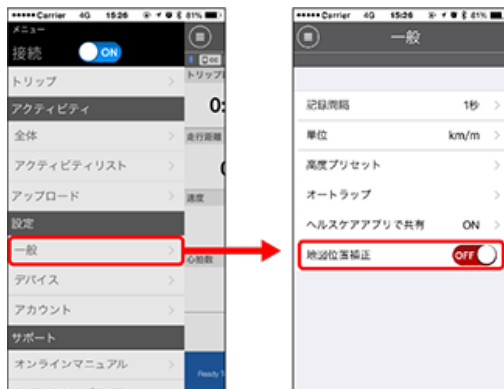 ●●●●● Carrier 4G 15:26 81%
メニュー
接続 ON
トリップ
アクティビティ
全体
アクティビティリスト
アップロード
設定
一般
デバイス
アカウント
サポート
オンラインマニュアル
0:
走行距離
速度
心拍数
●●●●● Carrier 4G 15:26 81%
一般
記録間隔 1秒
単位 km/m
高度プリセット
オートラップ
ヘルスケアアプリで共有 ON
地図位置補正 OFF